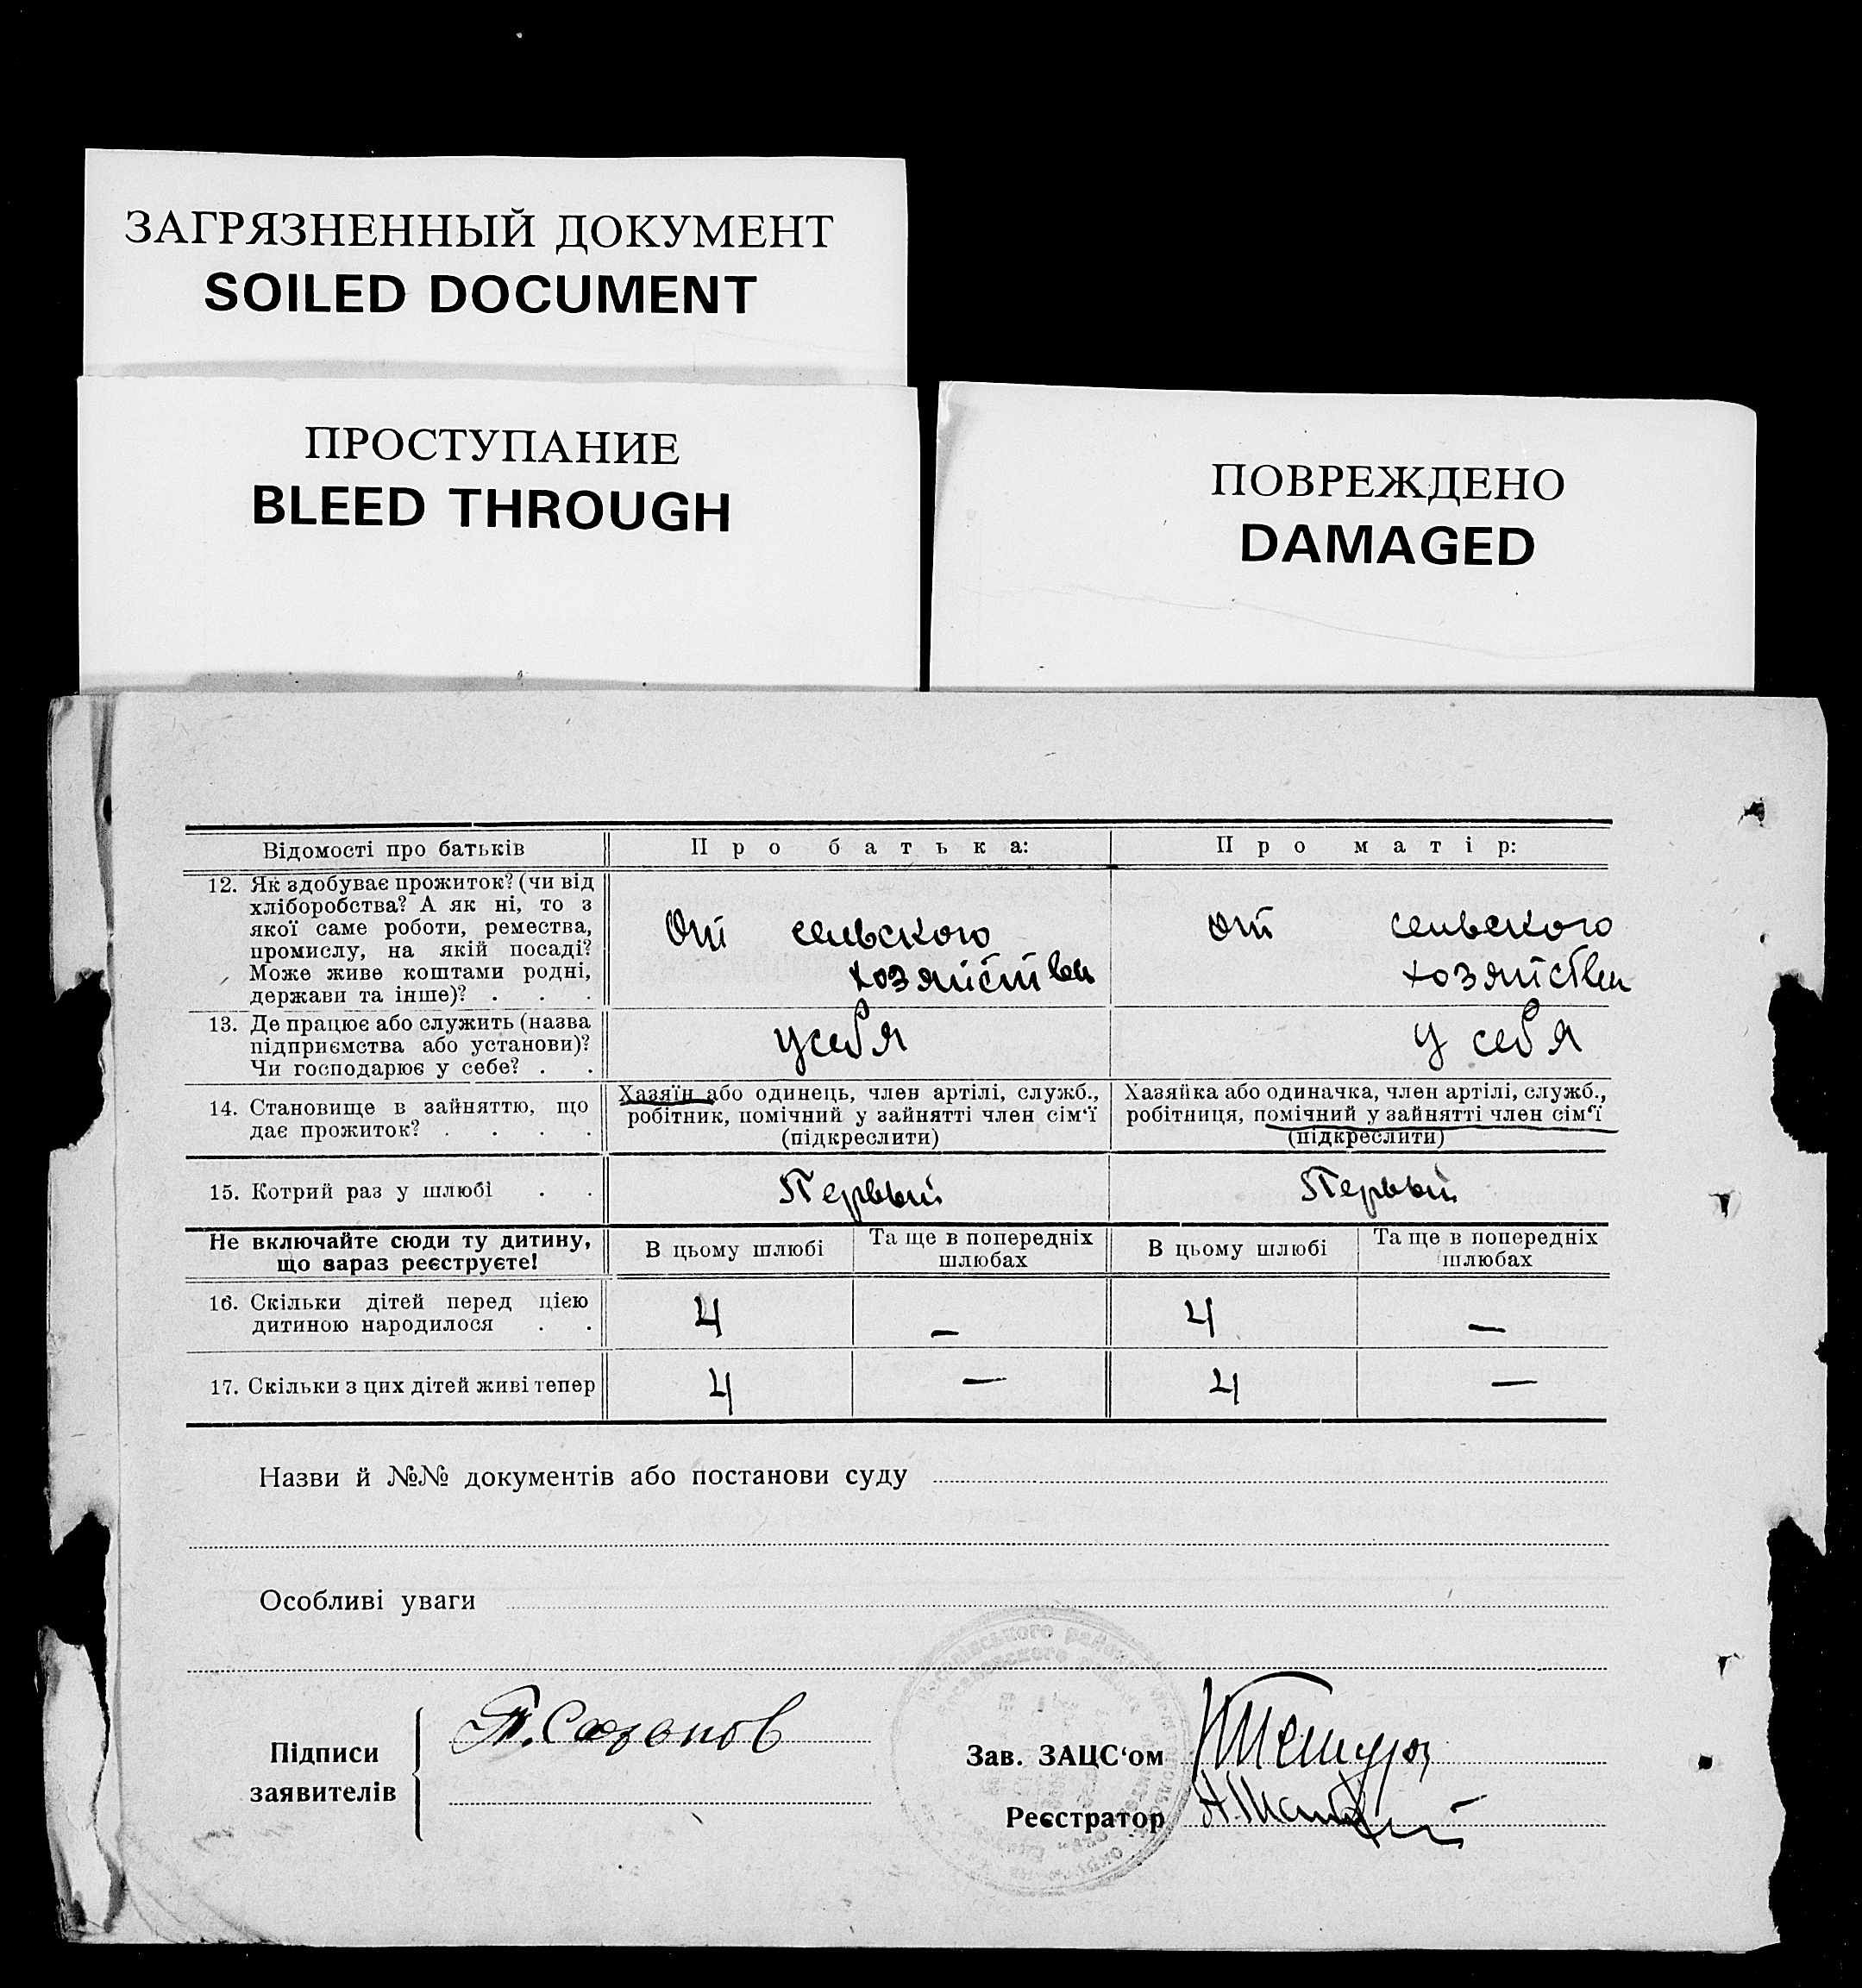 ЗАГРЯЗНЕННЫЙ ДОКУМЕНТ
SOILED DOCUMENT
ПРОСТУПАНИЕ
BLEED THROUGH
ПОВРЕЖДЕНО
DAMAGED
Відомості про батьків
Про батька:
Про матір:
12. Як здобуває прожиток? (чи від
хліборобства? А як ні, то з
якої саме роботи, ремества,
промислу, на якій посаді?
Може живе коштами родні,
держави та інше)? . . .
От сельского
хозяйства
от сельского
хозяйства
13. Де працює або служить (назва
підприємства або установи)?
Чи господарює у себе? . .
у себя
у себя
14. Становище в зайняттю, що
дає прожиток? . . . .
Хазяїн або одинець, член артілі, служб.,
робітник, помічний у зайнятті член сім'ї
(підкреслити)
Хазяйка або одиначка, член артілі, служб.,
робітниця, помічний у зайнятті член сім'ї
(підкреслити)
15. Котрий раз у шлюбі . .
Первый
Первый
Не включайте сюди ту дитину,
що зараз реєструєте!
В цьому шлюбі
Та ще в попередніх
шлюбах
В цьому шлюбі
Та ще в попередніх
шлюбах
16. Скільки дітей перед цією
дитиною народилося . .
4 — 4 —
17. Скільки з цих дітей живі тепер
4 — 4 —
Назви й №№ документів або постанови суду
Особливі уваги
Підписи
заявителів
Сазонов
Зав. ЗАЦС'ом
Реєстратор